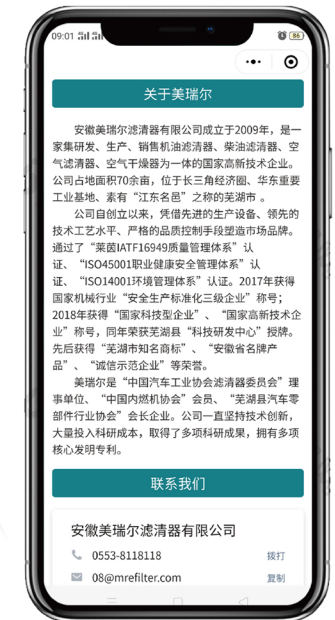 09:01
86
关于美瑞尔
安徽美瑞尔滤清器有限公司成立于2009年，是一
家集研发、生产、销售机油滤清器、柴油滤清器、空
气滤清器、空气干燥器为一体的国家高新技术企业。
公司占地面积70余亩，位于长三角经济圈、华东重要
工业基地、素有“江东名邑”之称的芜湖市 。
公司自创立以来，凭借先进的生产设备、领先的
技术工艺水平、严格的品质控制手段塑造市场品牌。
通过了“莱茵IATF16949质量管理体系”认
证、“ISO45001职业健康安全管理体系”认
证、“ISO14001环境管理体系”认证。2017年获得
国家机械行业“安全生产标准化三级企业”称号；
2018年获得“国家科技型企业”、“国家高新技术企
业”称号，同年荣获芜湖县“科技研发中心”授牌。
先后获得“芜湖市知名商标”、“安徽省名牌产
品”、“诚信示范企业”等荣誉。
美瑞尔是“中国汽车工业协会滤清器委员会”理
事单位、“中国内燃机协会”会员、“芜湖县汽车零
部件行业协会”会长企业。公司一直坚持技术创新，
大量投入科研成本，取得了多项科研成果，拥有多项
核心发明专利。
联系我们
安徽美瑞尔滤清器有限公司
0553-8118118 拨打
08@mrefilter.com 复制